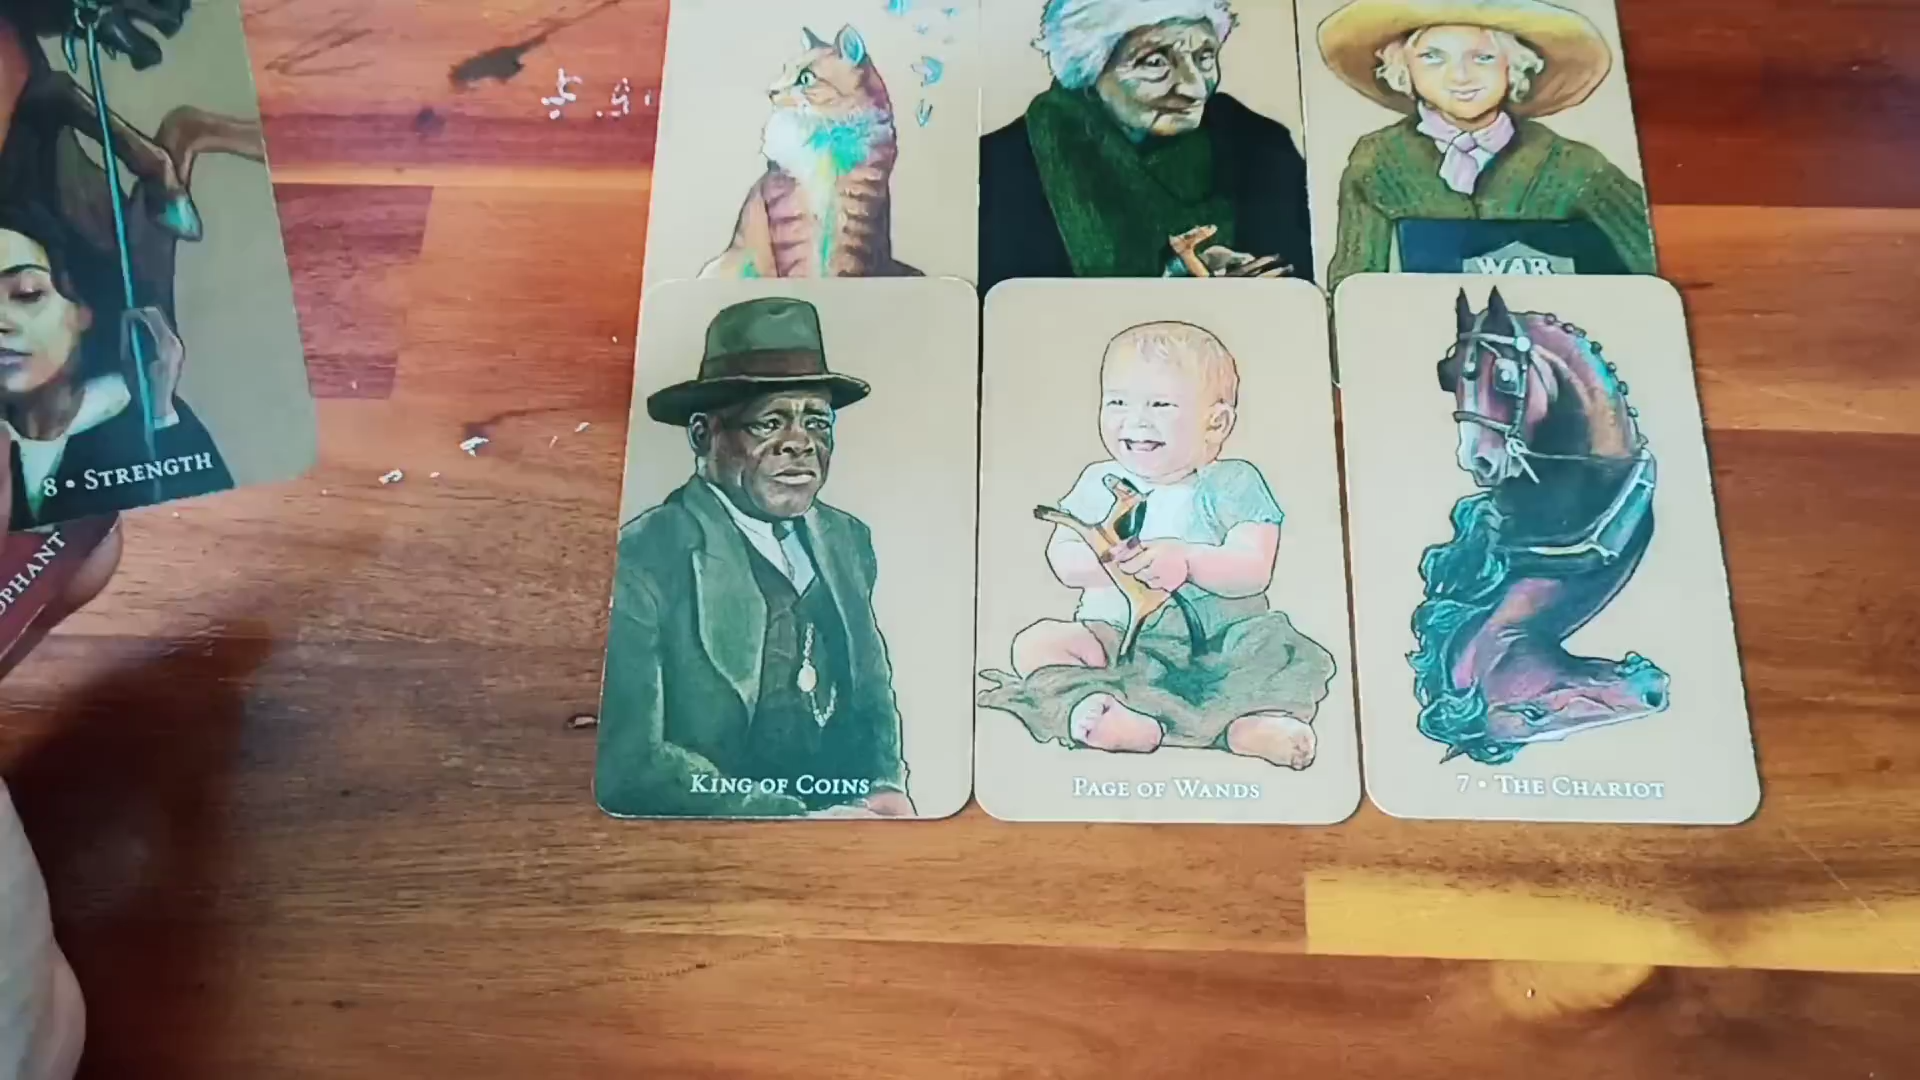 WAR
8 • STRENGTH
KING OF COINS
PAGE OF WANDS
7 • THE CHARIOT